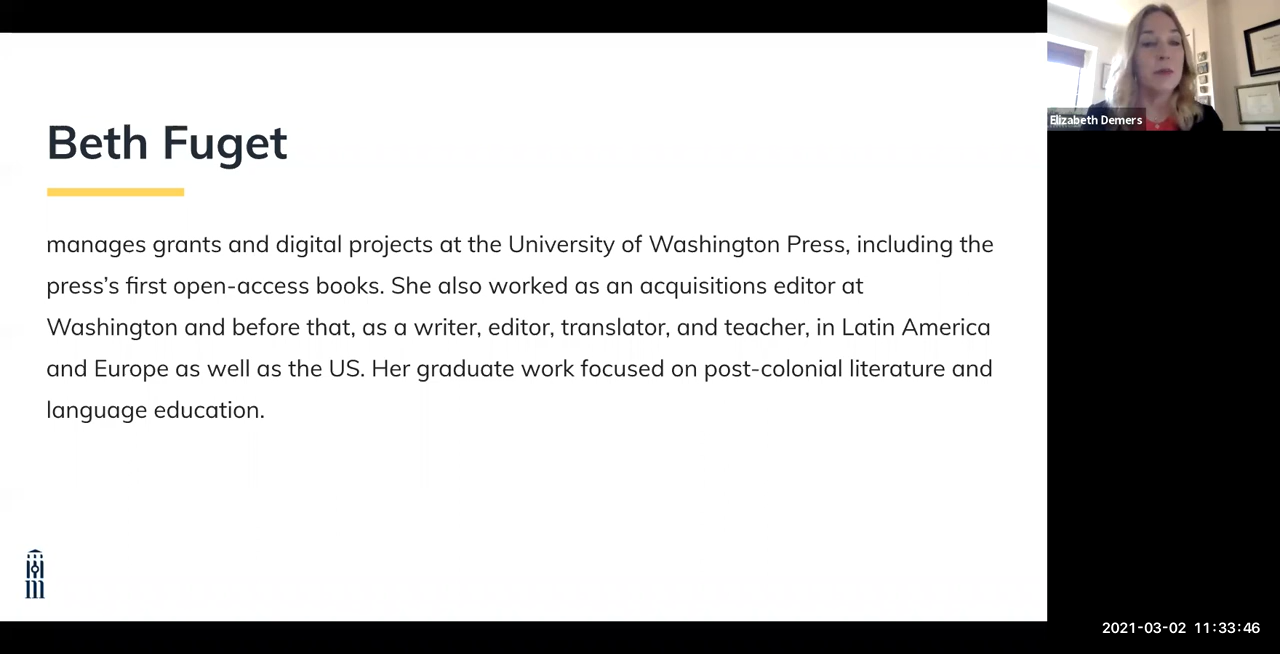 Beth Fuget
manages grants and digital projects at the University of Washington Press, including the
press’s first open-access books. She also worked as an acquisitions editor at
Washington and before that, as a writer, editor, translator, and teacher, in Latin America
and Europe as well as the US. Her graduate work focused on post-colonial literature and
language education.
M
Elizabeth Demers
2021-03-02 11:33:46